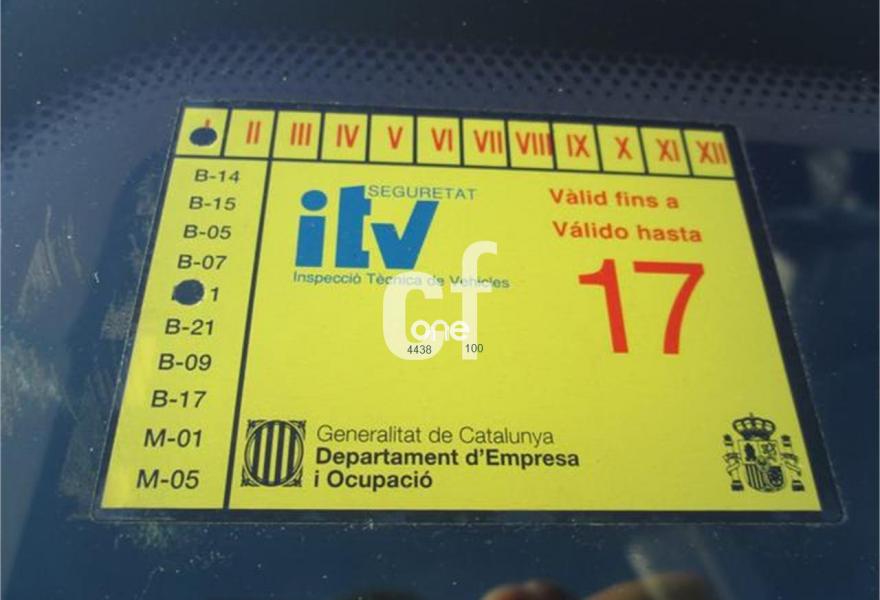 I II III IV V VI VII VIII IX X XI XII
B-14
B-15
B-05
B-07
1
B-21
B-09
B-17
M-01
M-05
SEGURETAT
itv
Inspecció Tècnica de Vehicles
Vàlid fins a
Válido hasta
17
cf
one
4438 100
Generalitat de Catalunya
Departament d'Empresa
i Ocupació